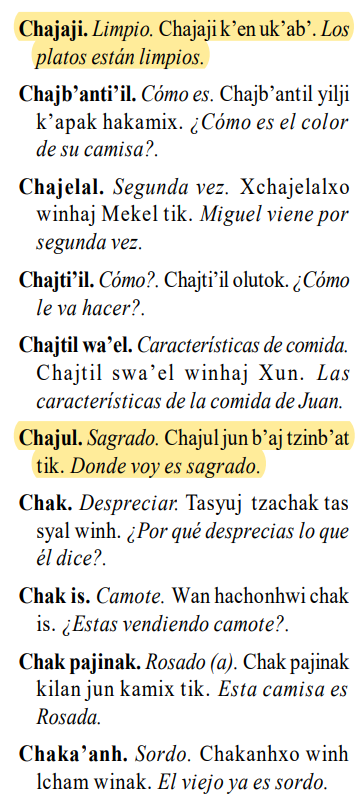 Chajaji. Limpio. Chajaji k’en uk’ab’. Los
platos están limpios.
Chajb’anti’il. Cómo es. Chajb’antil yilji
k’apak hakamix. ¿Cómo es el color
de su camisa?.
Chajelal. Segunda vez. Xchajelalxo
winhaj Mekel tik. Miguel viene por
segunda vez.
Chajti’il. Cómo?. Chajti’il olutok. ¿Cómo
le va hacer?.
Chajtil wa’el. Características de comida.
Chajtil swa’el winhaj Xun. Las
características de la comida de Juan.
Chajul. Sagrado. Chajul jun b’aj tzinb’at
tik. Donde voy es sagrado.
Chak. Despreciar. Tasyuj tzachak tas
syal winh. ¿Por qué desprecias lo que
él dice?.
Chak is. Camote. Wan hachonhwi chak
is. ¿Estas vendiendo camote?.
Chak pajinak. Rosado (a). Chak pajinak
kilan jun kamix tik. Esta camisa es
Rosada.
Chaka’anh. Sordo. Chakanhxo winh
lcham winak. El viejo ya es sordo.